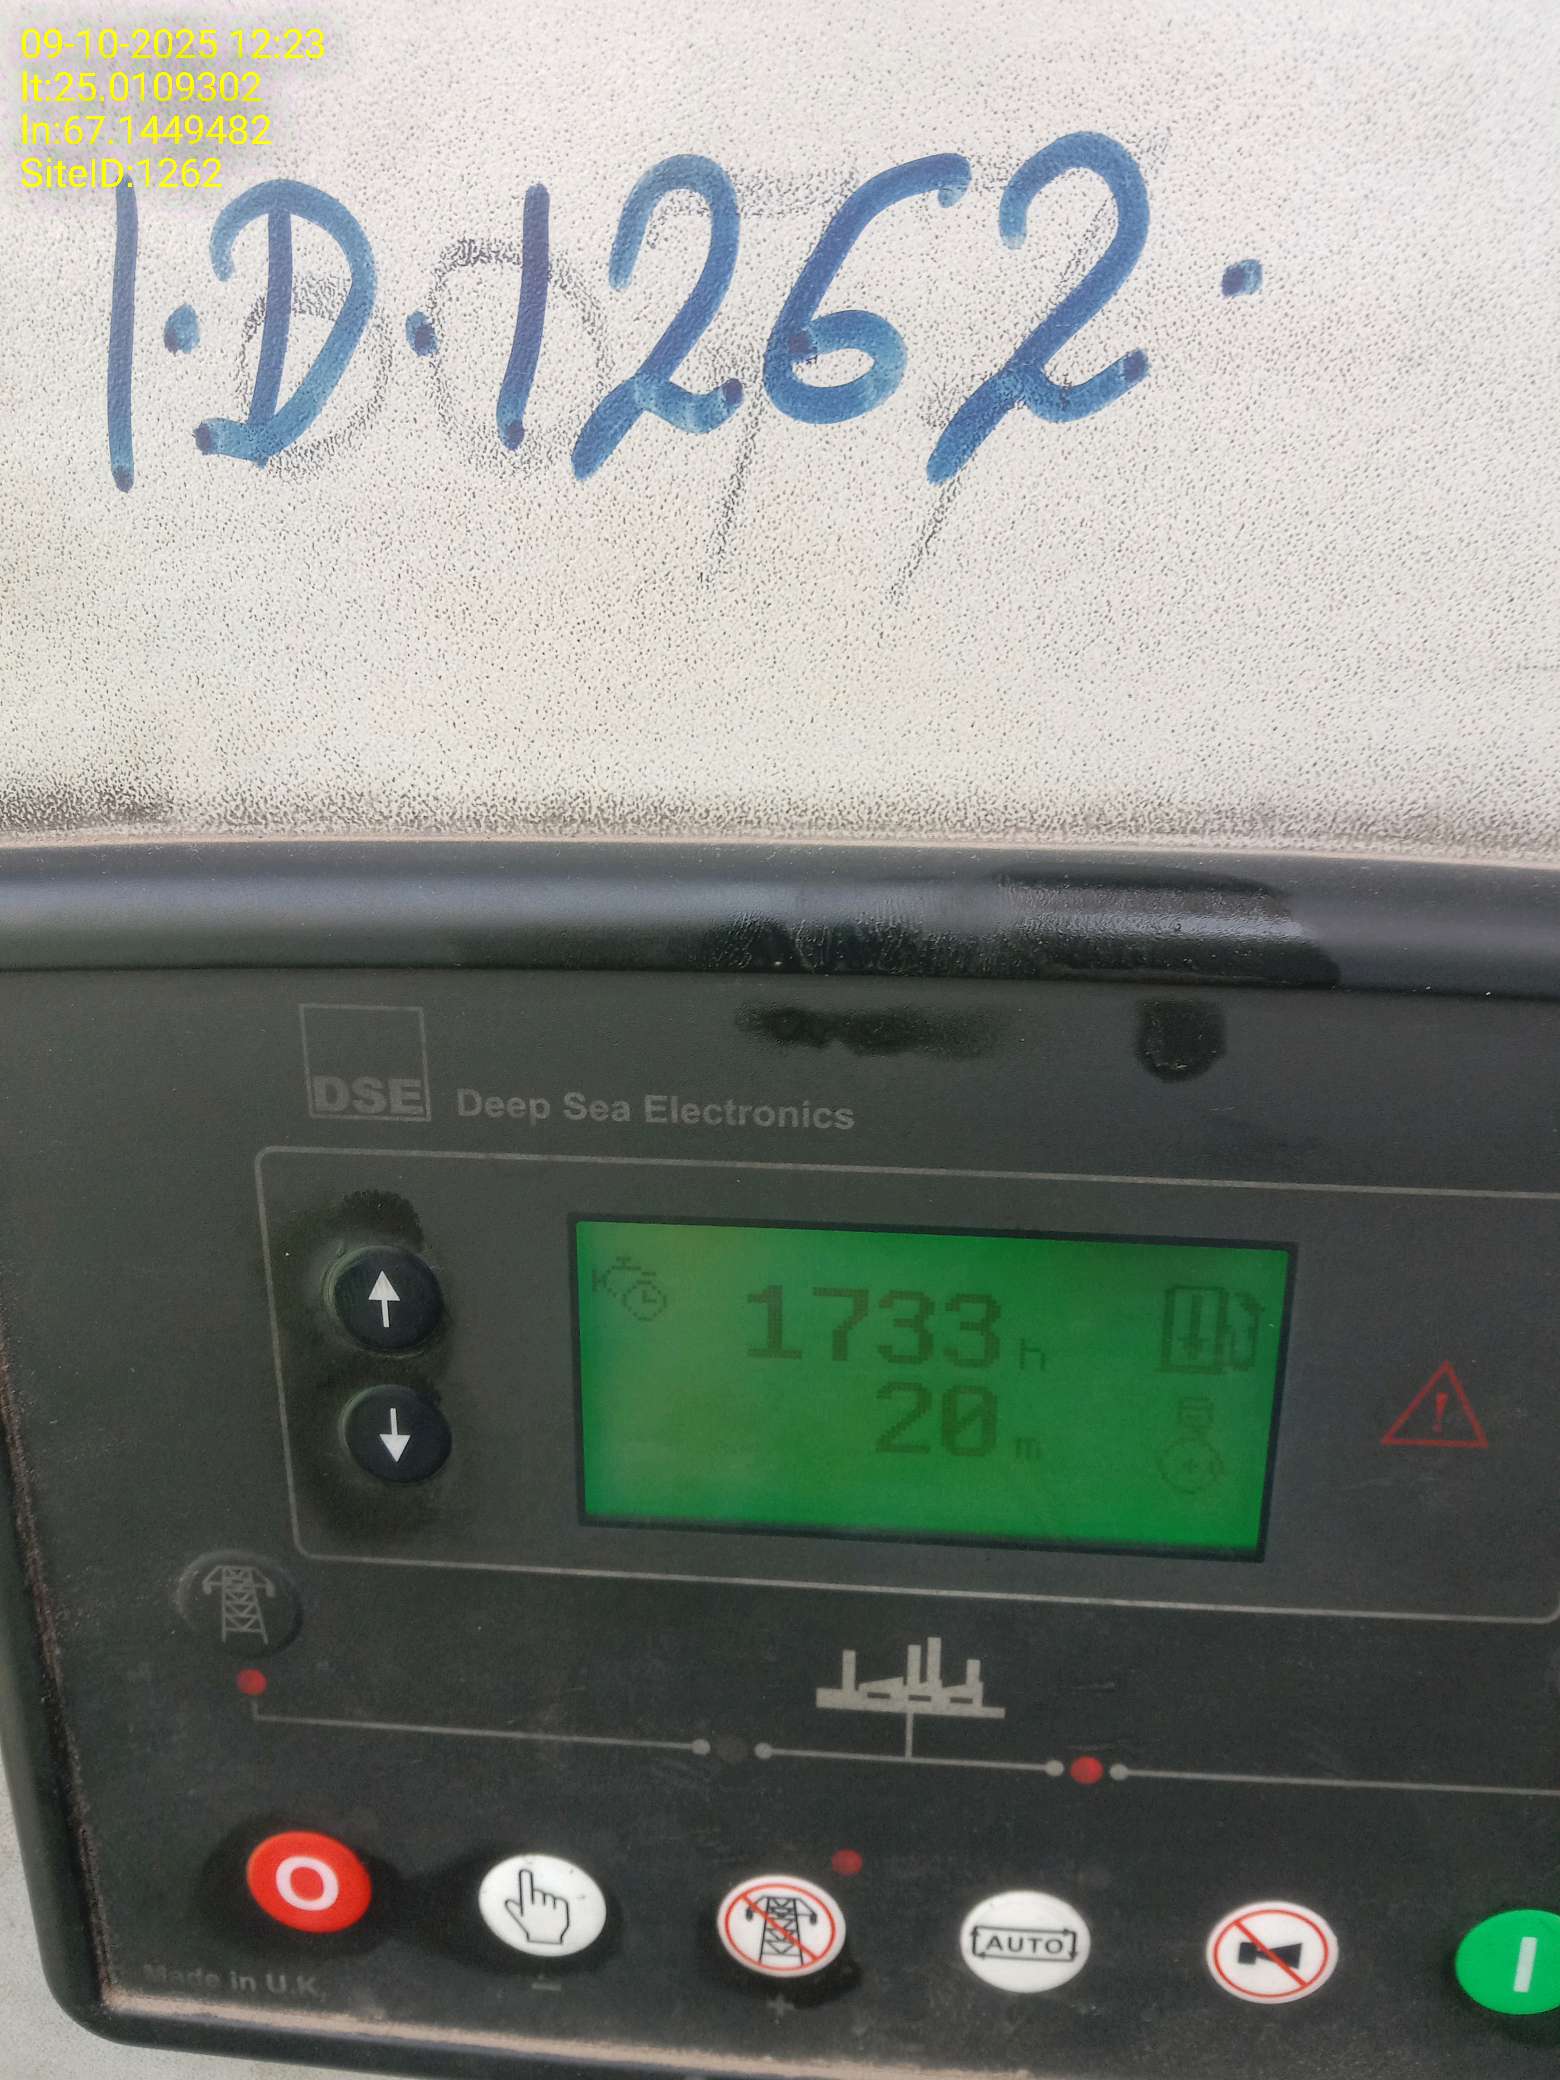 09-10-2025 12:23
lt:25.0109302
ln:67.1449482
SiteID:1262
I.D.1262.
DSE Deep Sea Electronics
1733 h
20 m
AUTO
Made in U.K.